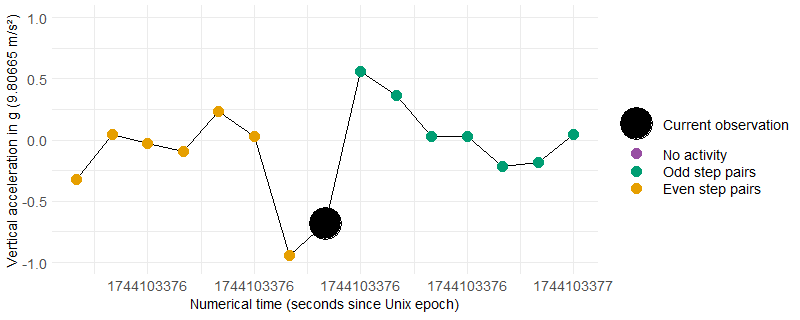 Vertical acceleration in g (9.80665 m/s²)
1.0
0.5
0.0
-0.5
-1.0
1744103376 1744103376 1744103376 1744103376 1744103377
Numerical time (seconds since Unix epoch)
Current observation
No activity
Odd step pairs
Even step pairs